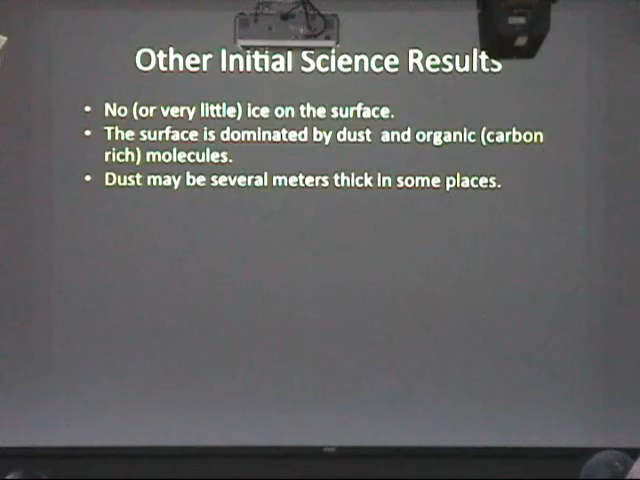 Other Initial Science Results
• No (or very little) ice on the surface.
• The surface is dominated by dust and organic (carbon
rich) molecules.
• Dust may be several meters thick in some places.